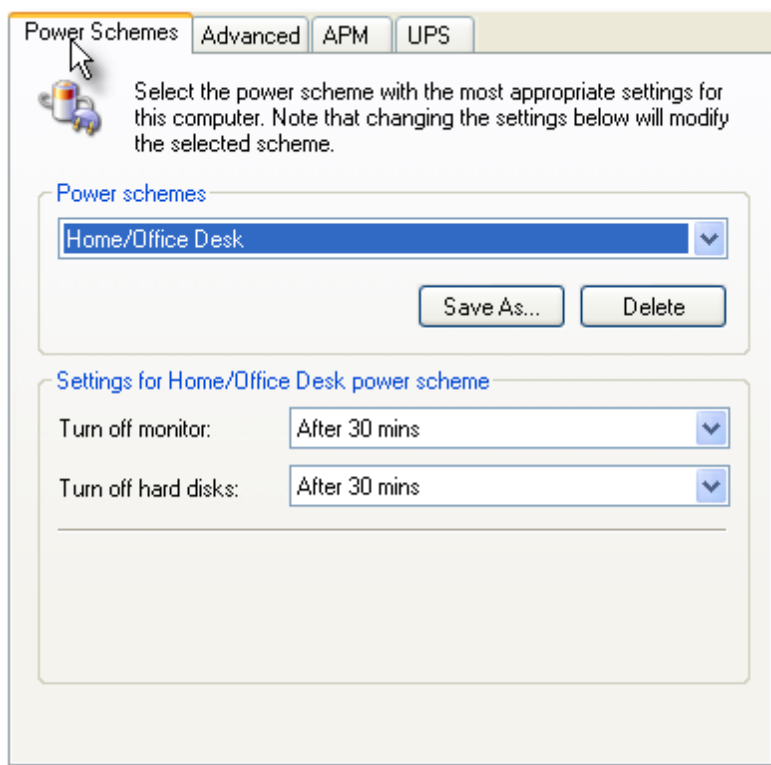 Power Schemes Advanced APM UPS
Select the power scheme with the most appropriate settings for
this computer. Note that changing the settings below will modify
the selected scheme.
Power schemes
Home/Office Desk
Save As... Delete
Settings for Home/Office Desk power scheme
Turn off monitor: After 30 mins
Turn off hard disks: After 30 mins